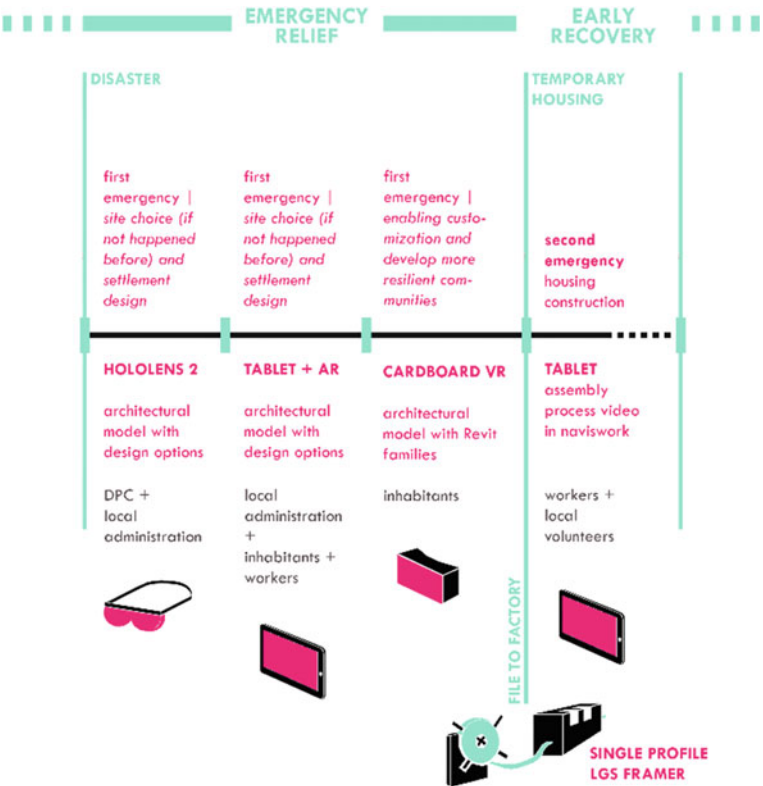 EMERGENCY
RELIEF
EARLY
RECOVERY
DISASTER
TEMPORARY
HOUSING
first
emergency |
site choice (if
not happened
before) and
settlement
design
first
emergency |
site choice (if
not happened
before) and
settlement
design
first
emergency |
enabling custo-
mization and
develop more
resilient com-
munities
second
emergency
housing
construction
HOLOLENS 2
architectural
model with
design options
DPC +
local
administration
TABLET + AR
architectural
model with
design options
local
administration
+
inhabitants +
workers
CARDBOARD VR
architectural
model with Revit
families
inhabitants
TABLET
assembly
process video
in naviswork
workers +
local
volunteers
FILE TO FACTORY
SINGLE PROFILE
LGS FRAMER